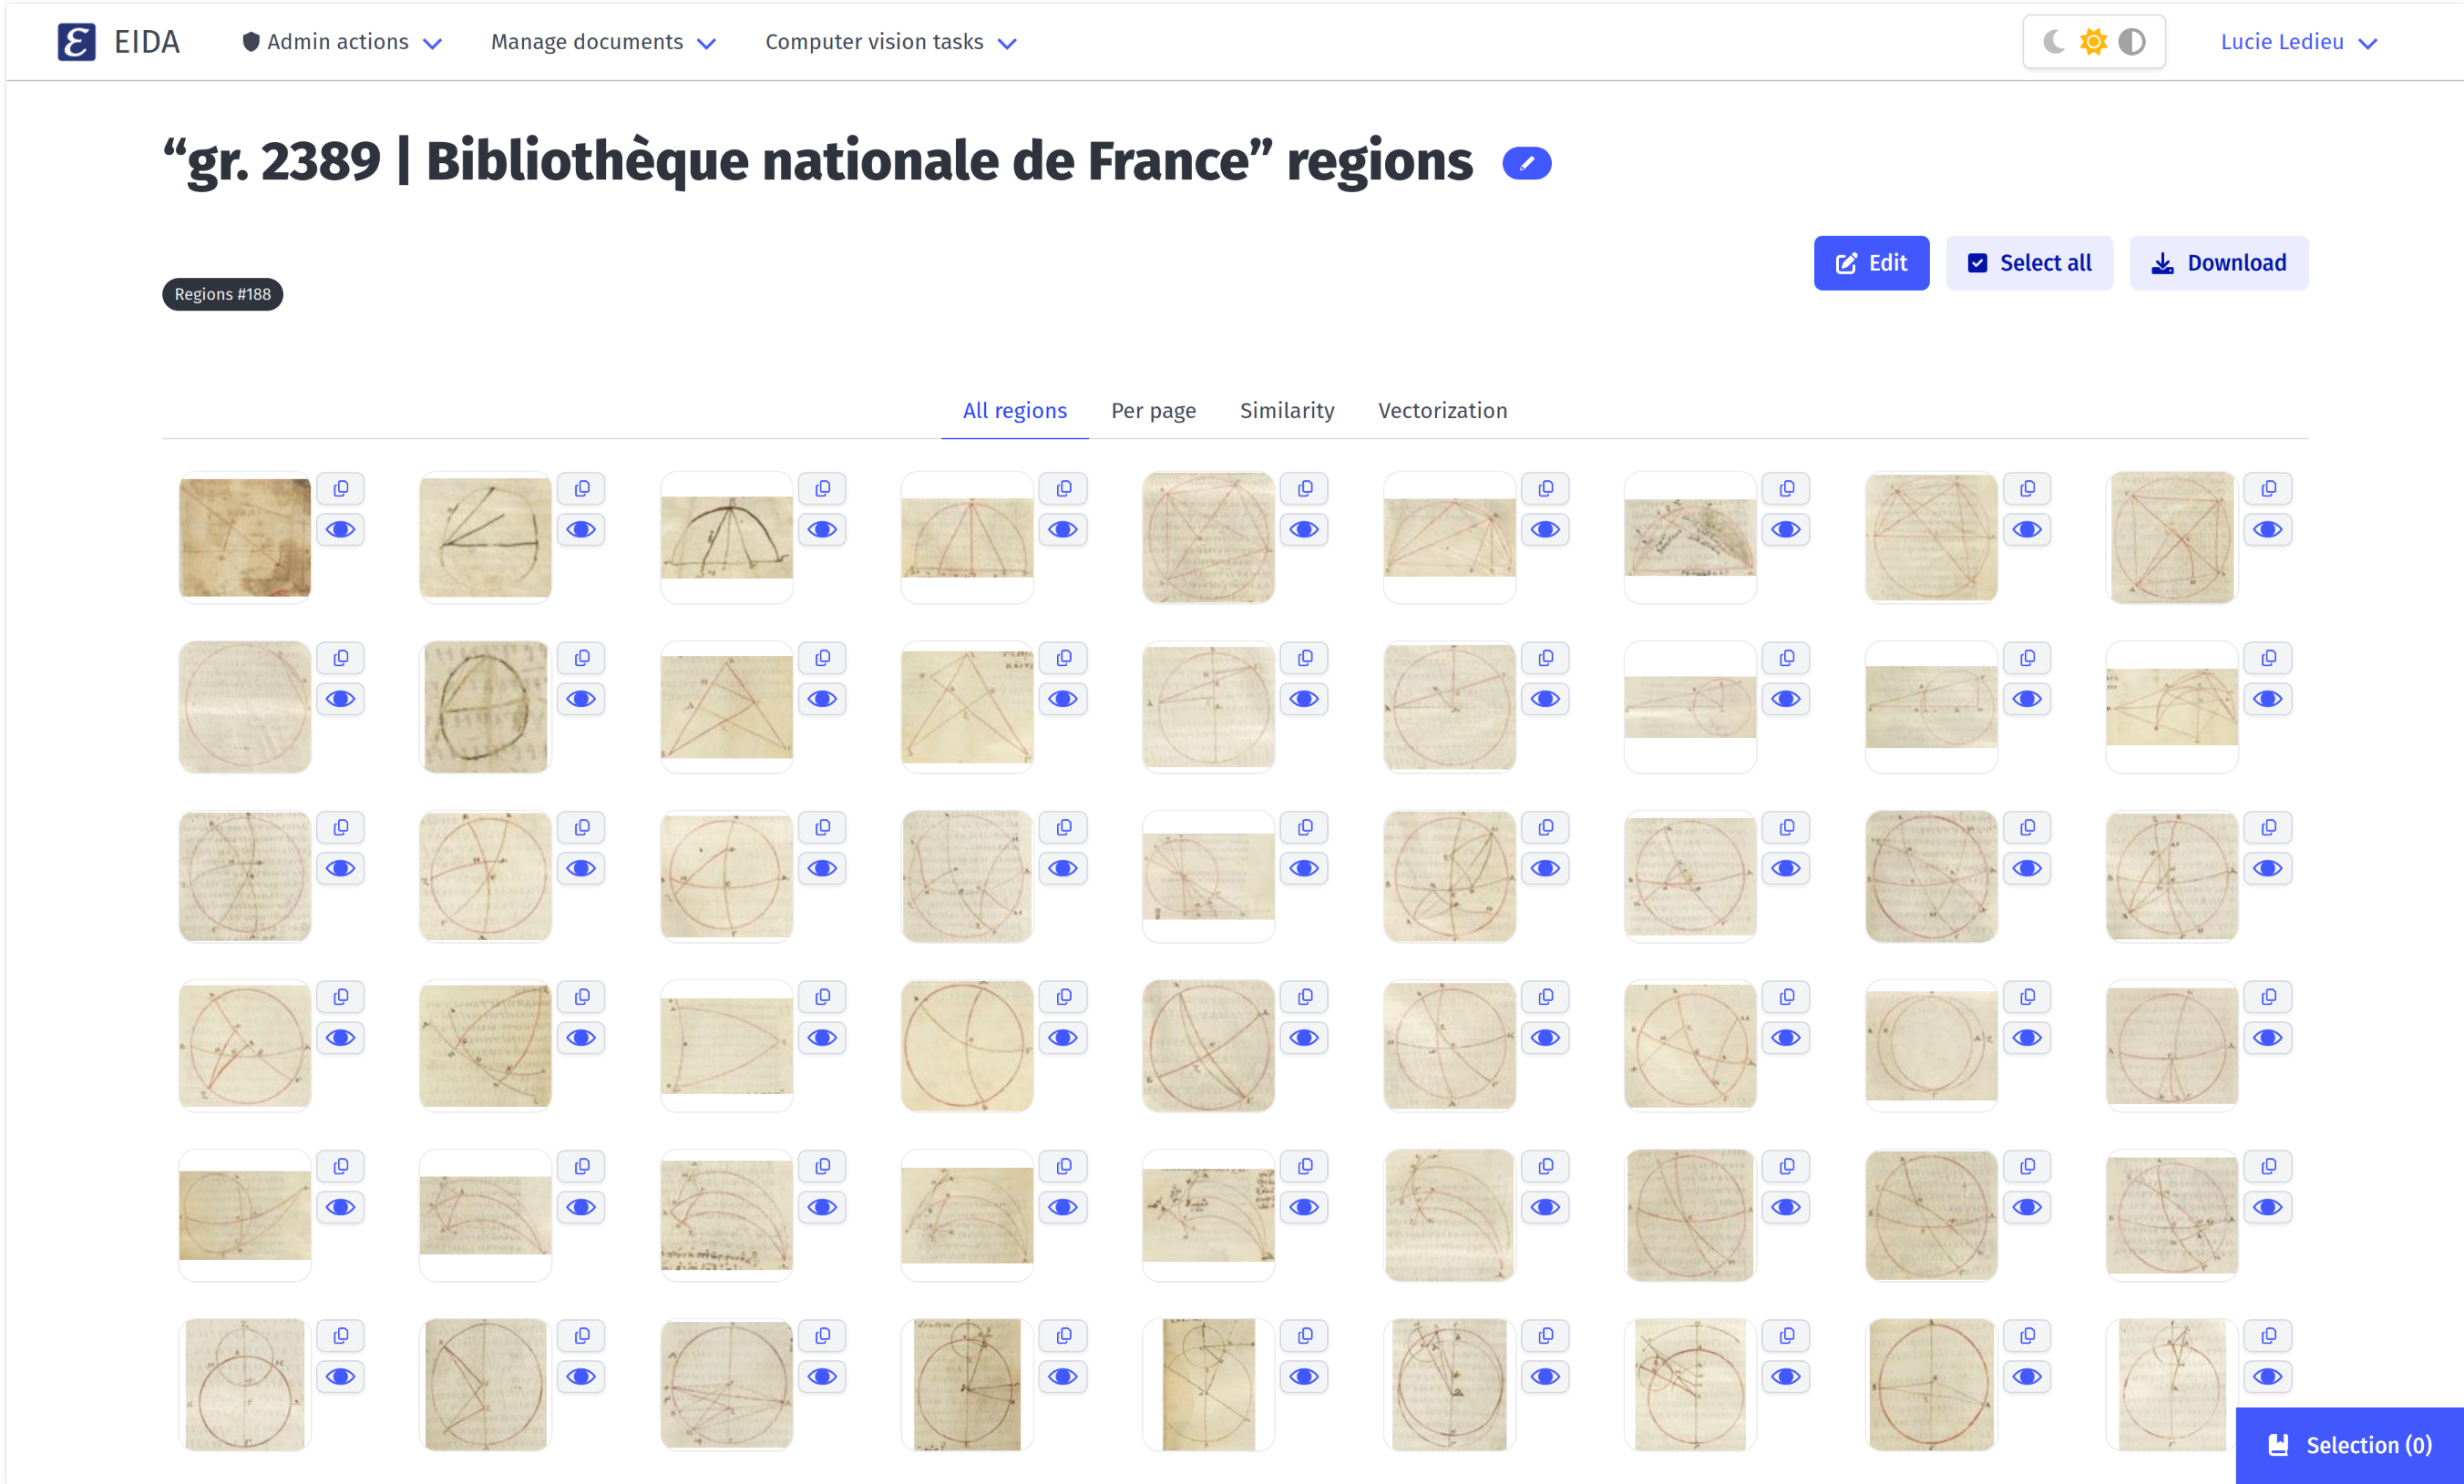 EIDA
Admin actions
Manage documents
Computer vision tasks
Lucie Ledieu
“gr. 2389 | Bibliothèque nationale de France” regions
Edit
Select all
Download
Regions #188
All regions
Per page
Similarity
Vectorization
Selection (0)